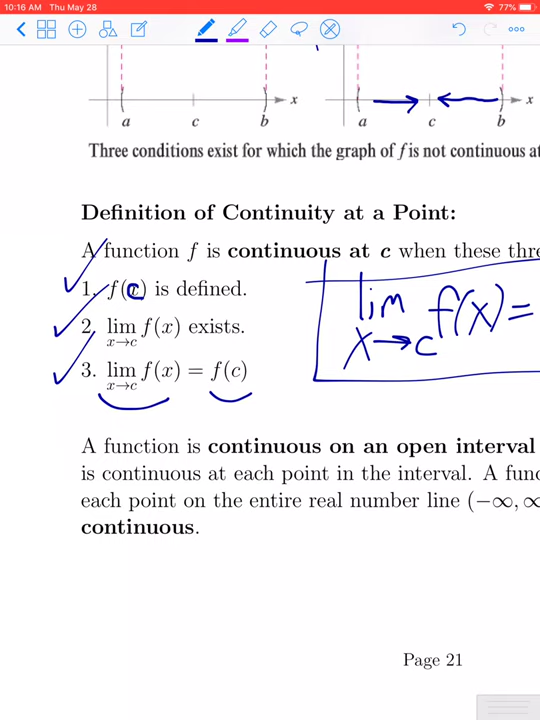 10:16 AM Thu May 28 77%
x x
a c b a c b
Three conditions exist for which the graph of f is not continuous at
Definition of Continuity at a Point:
A function f is continuous at c when these thre
1. f(c) is defined.
2. lim x→c f(x) exists.
3. lim x→c f(x) = f(c)
lim x→c f(x) =
A function is continuous on an open interval
is continuous at each point in the interval. A func
each point on the entire real number line (−∞, ∞
continuous.
Page 21